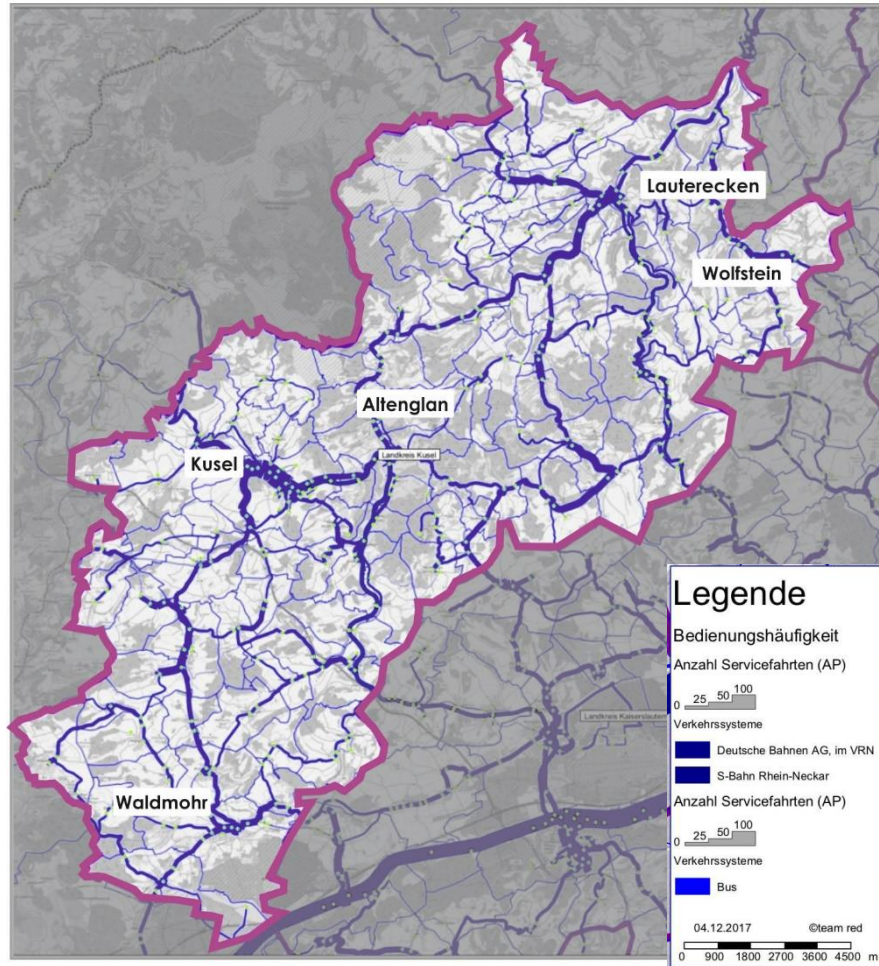 Lauterecken
Wolfstein
Altenglan
Landkreis Kusel
Kusel
Waldmohr
Landkreis Kaiserslautern
Legende
Bedienungshäufigkeit
Anzahl Servicefahrten (AP)
0 25 50 100
Verkehrssysteme
Deutsche Bahnen AG, im VRN
S-Bahn Rhein-Neckar
Anzahl Servicefahrten (AP)
0 25 50 100
Verkehrssysteme
Bus
04.12.2017 ©team red
0 900 1800 2700 3600 4500 m